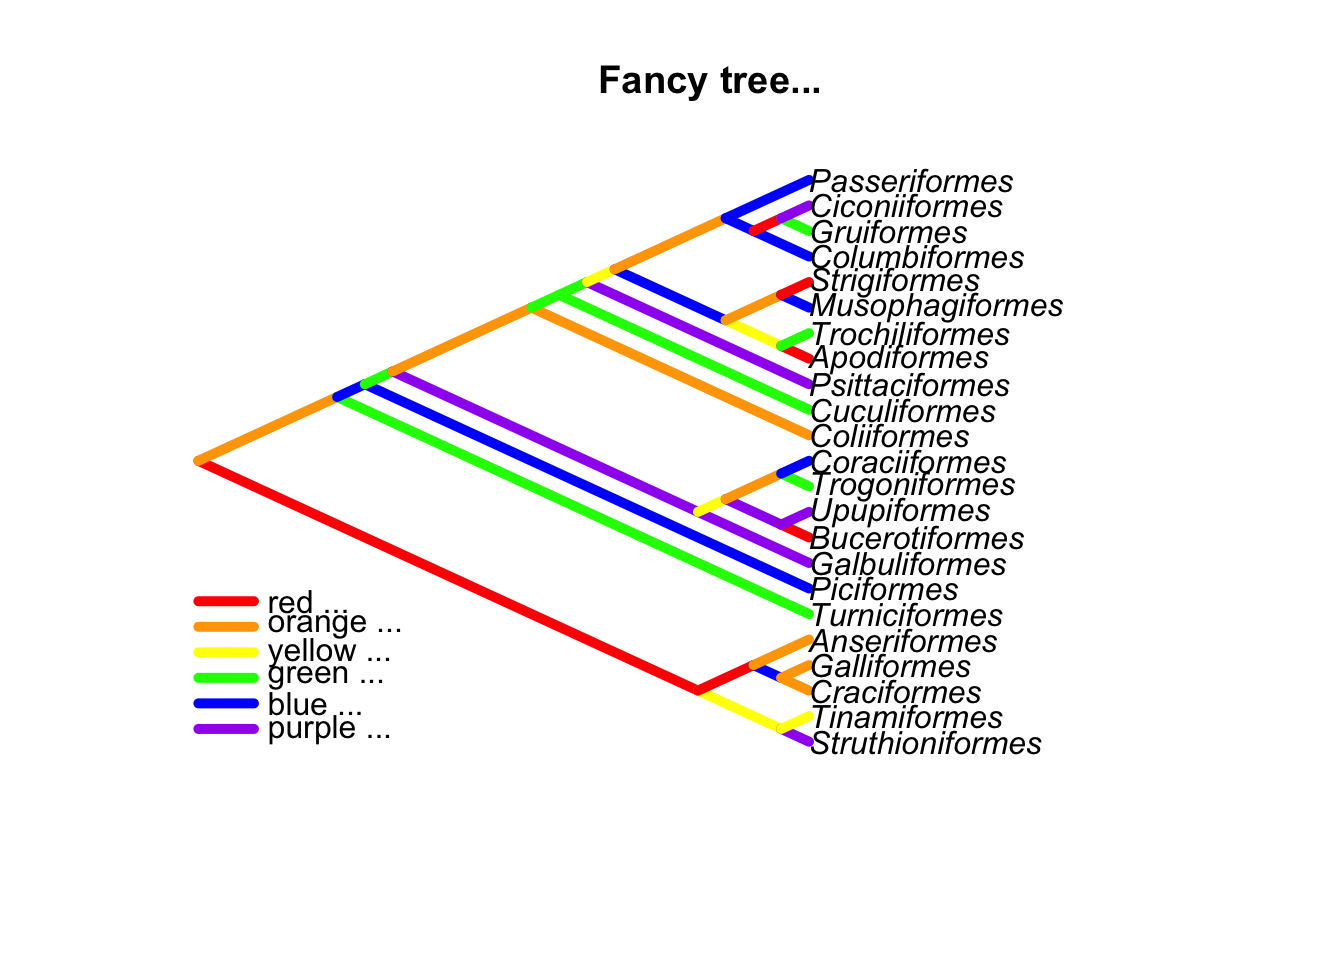 Fancy tree...
Passeriformes
Ciconiiformes
Gruiformes
Columbiformes
Strigiformes
Musophagiformes
Trochiliformes
Apodiformes
Psittaciformes
Cuculiformes
Coliiformes
Coraciiformes
Trogoniformes
Upupiformes
Bucerotiformes
Galbuliformes
Piciformes
Turniciformes
Anseriformes
Galliformes
Craciformes
Tinamiformes
Struthioniformes
red ...
orange ...
yellow ...
green ...
blue ...
purple ...